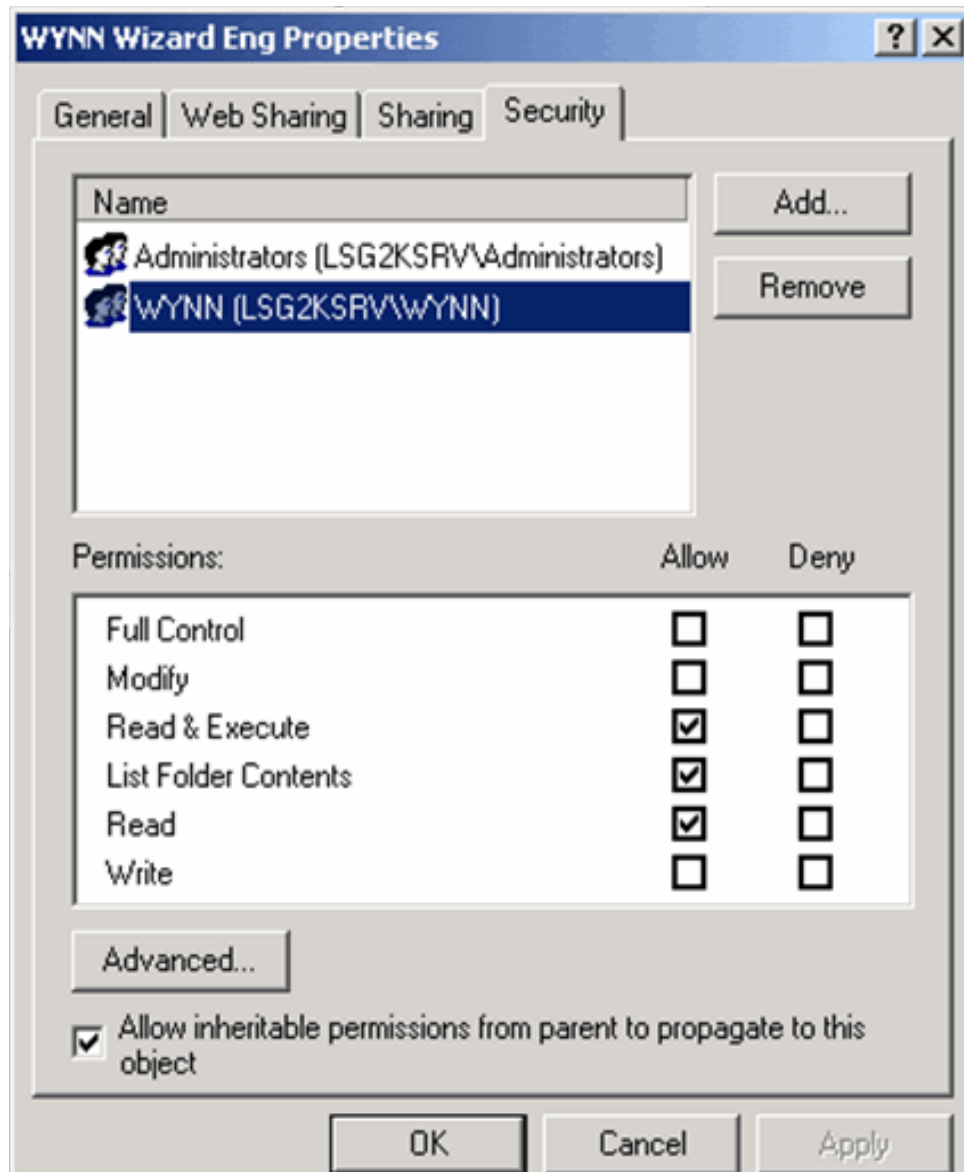 WYNN Wizard Eng Properties
General Web Sharing Sharing Security
Name
Add...
Administrators (LSG2KSRV\Administrators)
WYNN (LSG2KSRV\WYNN)
Remove
Permissions: Allow Deny
Full Control
Modify
Read & Execute
List Folder Contents
Read
Write
Advanced...
Allow inheritable permissions from parent to propagate to this
object
OK Cancel Apply